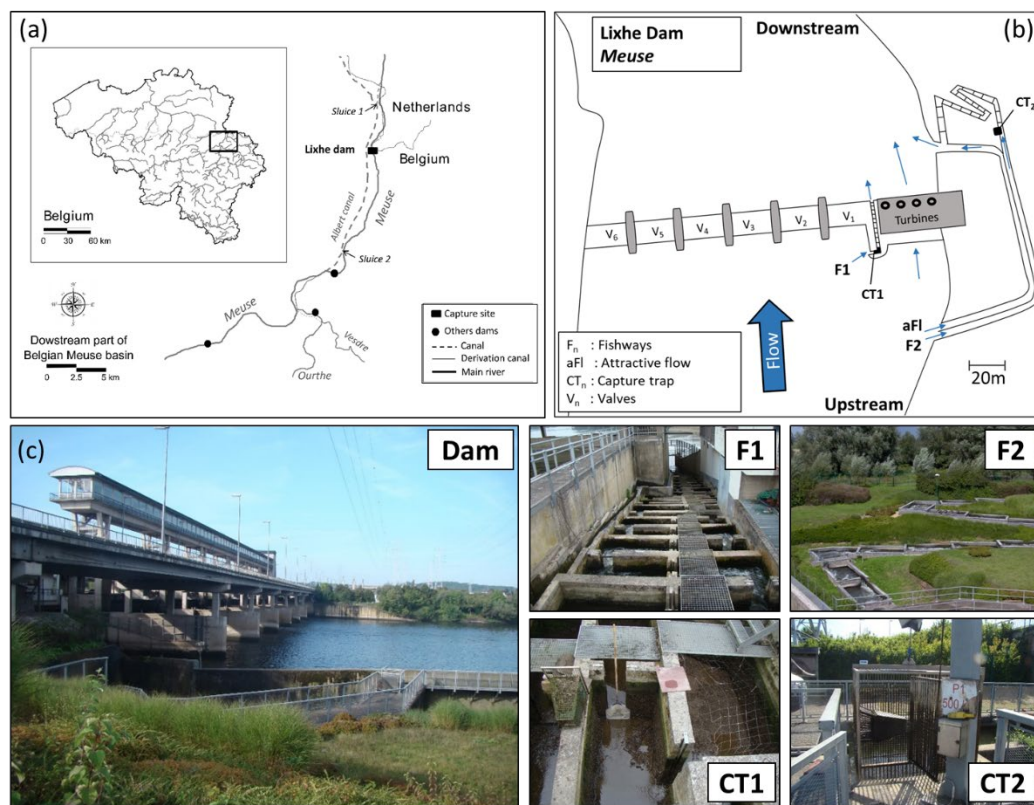 (a)
Sluice 1
Netherlands
Lixhe dam
Belgium
Meuse
Albert canal
Sluice 2
Belgium
0 30 60 km
Meuse
Vesdre
Ourthe
N
E
S
W
Dowstream part of
Belgian Meuse basin
0 2.5 5 km
Capture site
Others dams
Canal
Derivation canal
Main river
(b)
Lixhe Dam
Meuse
Downstream
CT2
V6
V5
V4
V3
V2
V1
Turbines
F1
CT1
aFl
F2
Fn : Fishways
aFl : Attractive flow
CTn : Capture trap
Vn : Valves
Flow
20m
Upstream
(c)
Dam
F1
F2
CT1
CT2
P1
500